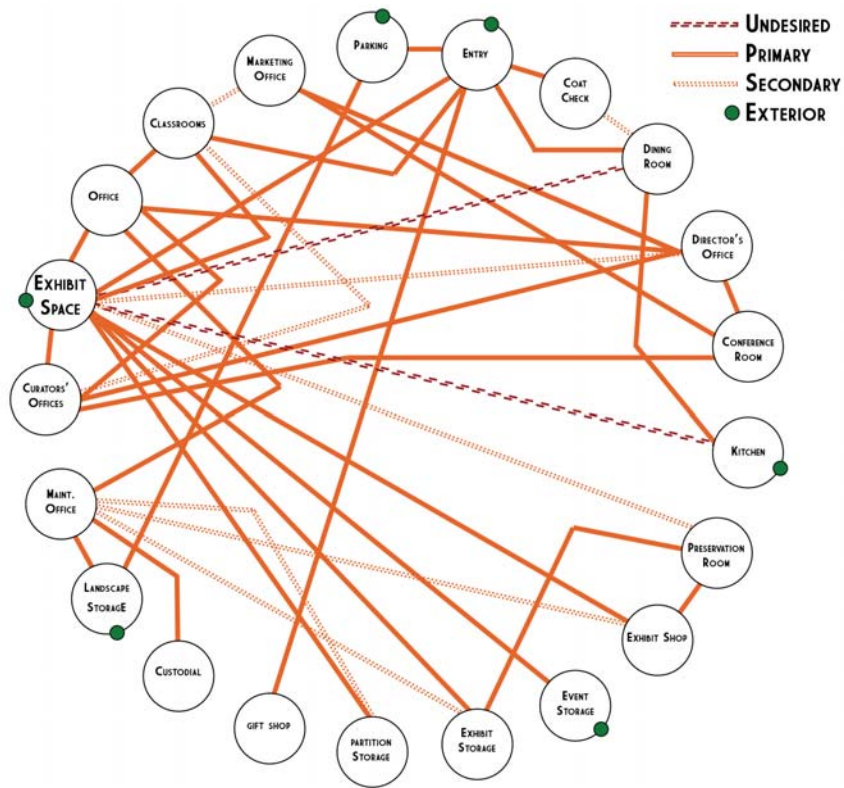 Undesired
Primary
Secondary
Exterior
Parking
Entry
Coat
Check
Marketing
Office
Classrooms
Dining
Room
Office
Director's
Office
Exhibit
Space
Conference
Room
Curators'
Offices
Kitchen
Maint.
Office
Preservation
Room
Landscape
Storage
Exhibit Shop
Custodial
Event
Storage
Gift Shop
Partition
Storage
Exhibit
Storage